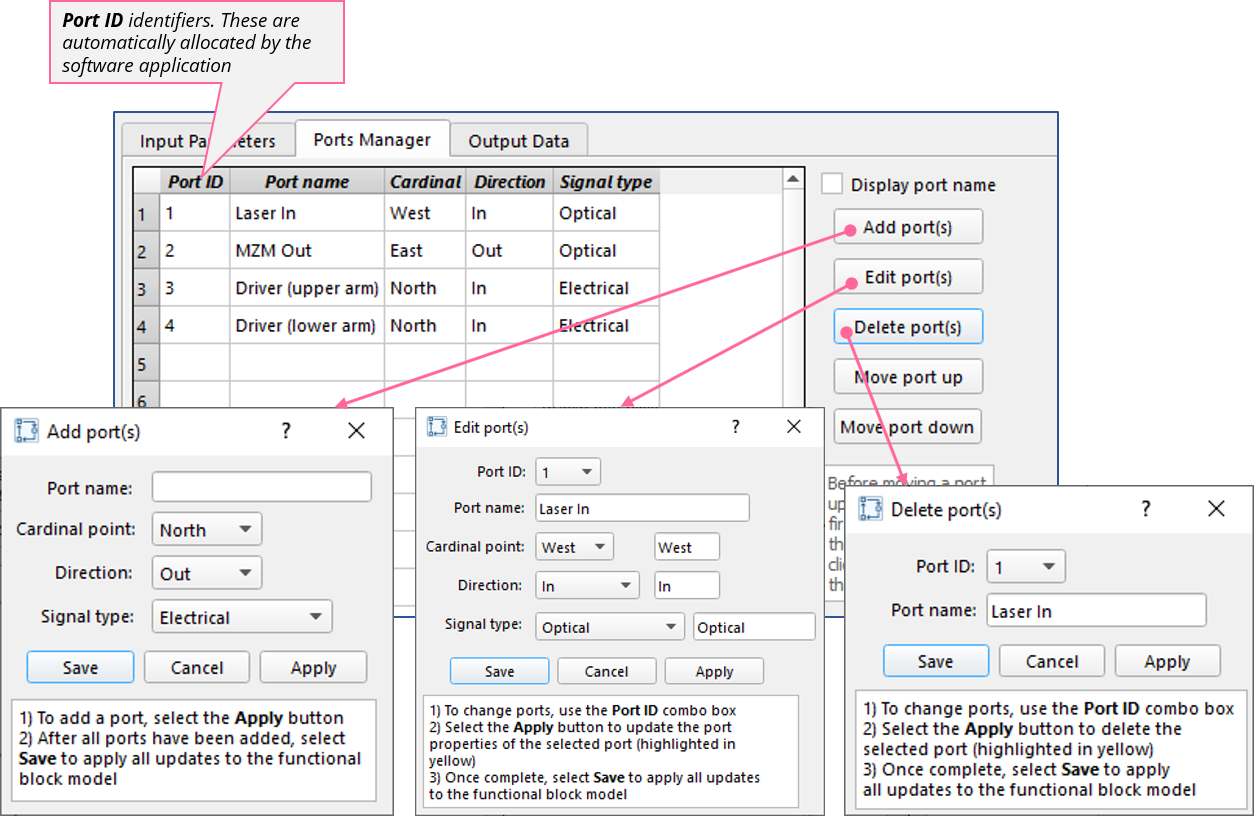 Port ID identifiers. These are
automatically allocated by the
software application
Input Pa meters
Ports Manager
Output Data
Port ID Port name Cardinal Direction Signal type
1 1 Laser In West In Optical
2 2 MZM Out East Out Optical
3 3 Driver (upper arm) North In Electrical
4 4 Driver (lower arm) North In Electrical
5
6
Display port name
Add port(s)
Edit port(s)
Delete port(s)
Move port up
Move port down
Before moving a port
up
fir
th
cli
th
Add port(s) ?
Port name:
Cardinal point: North
Direction: Out
Signal type: Electrical
Save Cancel Apply
1) To add a port, select the Apply button
2) After all ports have been added, select
Save to apply all updates to the functional
block model
Edit port(s) ?
Port ID: 1
Port name: Laser In
Cardinal point: West West
Direction: In In
Signal type: Optical Optical
Save Cancel Apply
1) To change ports, use the Port ID combo box
2) Select the Apply button to update the port
properties of the selected port (highlighted in
yellow)
3) Once complete, select Save to apply all updates
to the functional block model
Delete port(s) ?
Port ID: 1
Port name: Laser In
Save Cancel Apply
1) To change ports, use the Port ID combo box
2) Select the Apply button to delete the
selected port (highlighted in yellow)
3) Once complete, select Save to apply
all updates to the functional block model